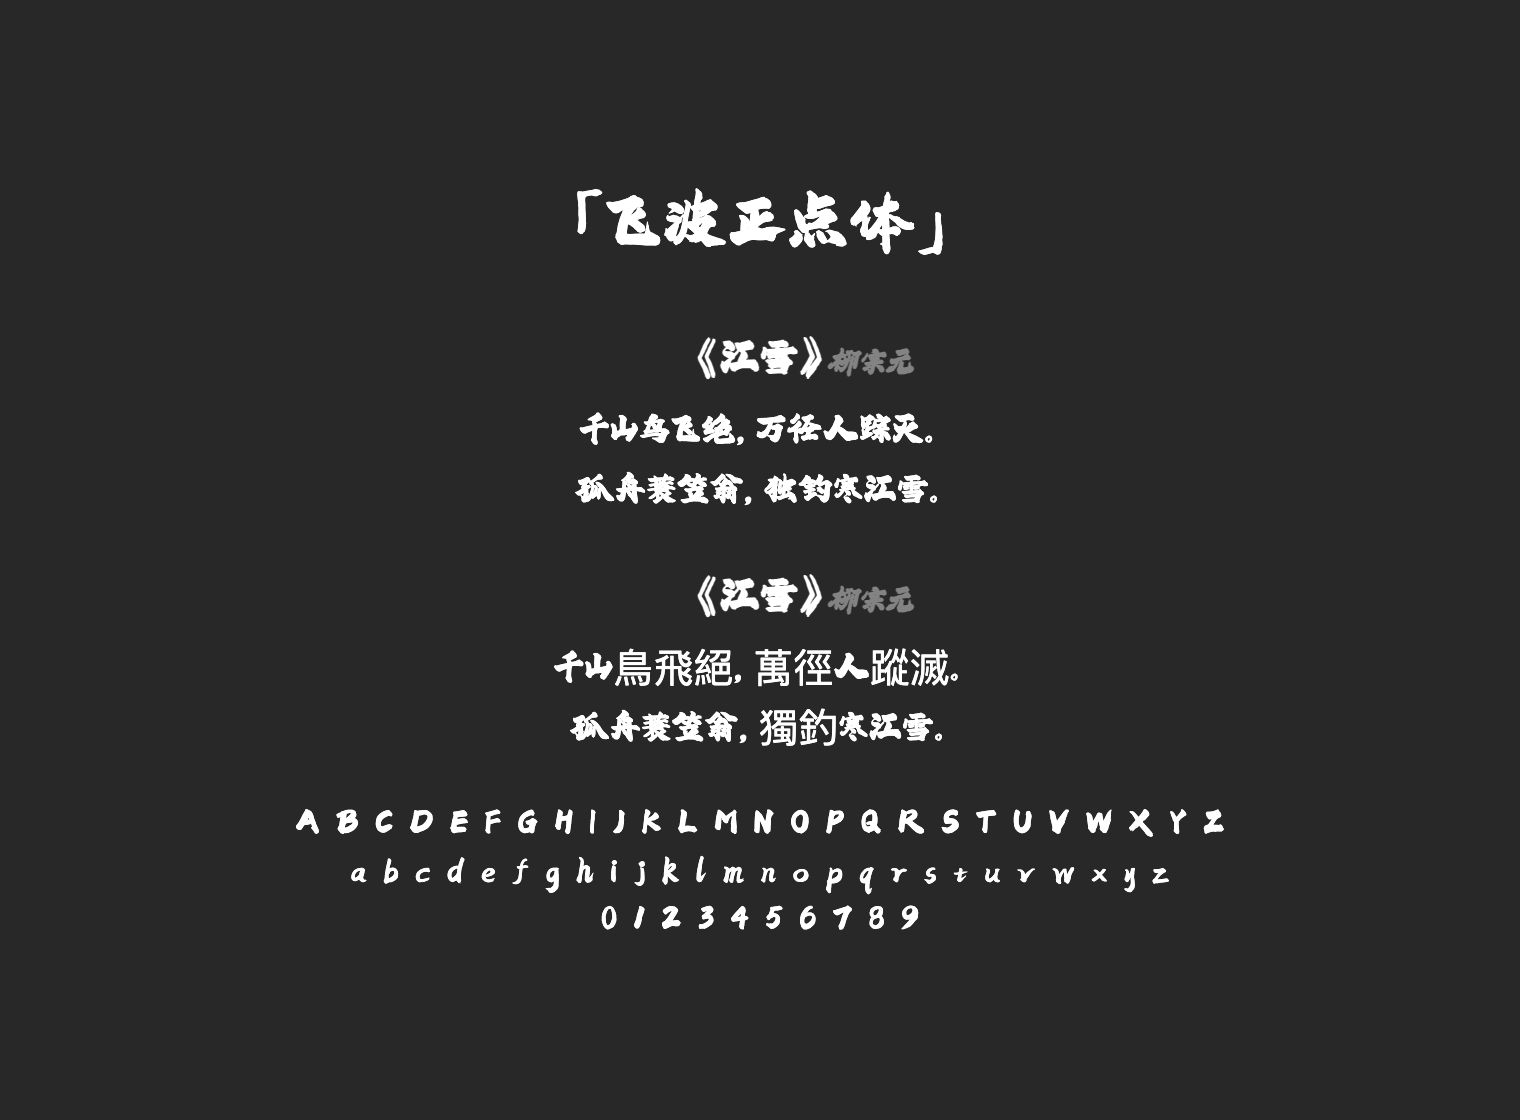 「飞波正点体」
《江雪》柳宗元
千山鸟飞绝，万径人踪灭。
孤舟蓑笠翁，独钓寒江雪。
《江雪》柳宗元
千山鳥飛絕，萬徑人蹤滅。
孤舟蓑笠翁，獨釣寒江雪。
A B C D E F G H I J K L M N O P Q R S T U V W X Y Z
a b c d e f g h i j k l m n o p q r s t u v w x y z
0 1 2 3 4 5 6 7 8 9